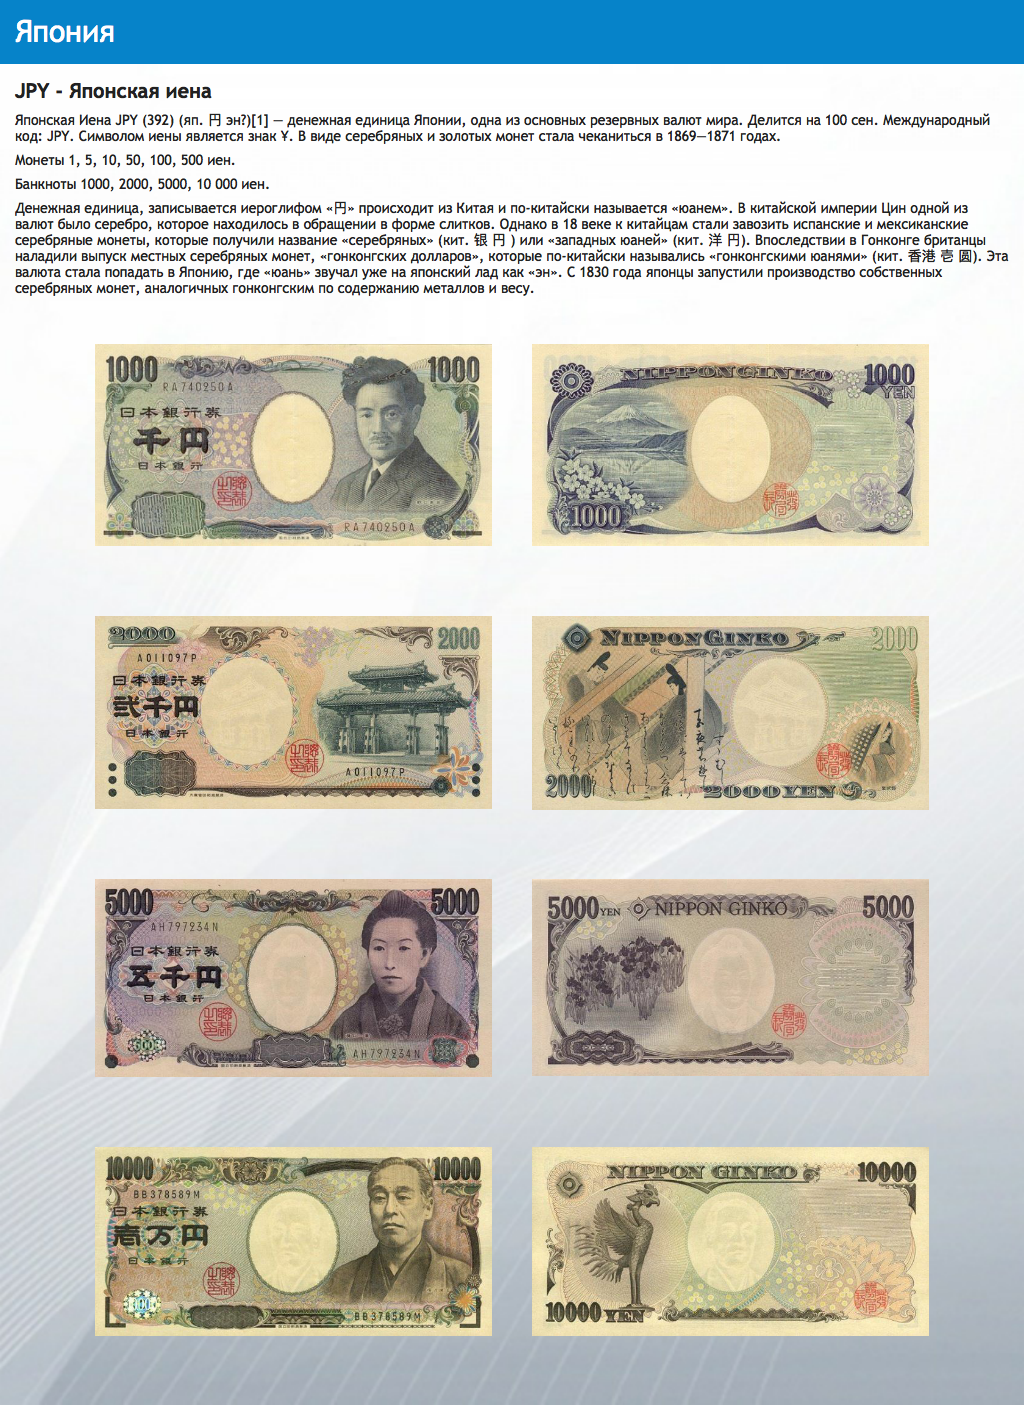 Япония
JPY - Японская иена
Японская Иена JPY (392) (яп. 円 эн?)[1] — денежная единица Японии, одна из основных резервных валют мира. Делится на 100 сен. Международный
код: JPY. Символом иены является знак ¥. В виде серебряных и золотых монет стала чеканиться в 1869—1871 годах.
Монеты 1, 5, 10, 50, 100, 500 иен.
Банкноты 1000, 2000, 5000, 10 000 иен.
Денежная единица, записывается иероглифом «円» происходит из Китая и по-китайски называется «юанем». В китайской империи Цин одной из
валют было серебро, которое находилось в обращении в форме слитков. Однако в 18 веке к китайцам стали завозить испанские и мексиканские
серебряные монеты, которые получили название «серебряных» (кит. 银 円 ) или «западных юаней» (кит. 洋 円). Впоследствии в Гонконге британцы
наладили выпуск местных серебряных монет, «гонконгских долларов», которые по-китайски назывались «гонконгскими юанями» (кит. 香港 壱 圆). Эта
валюта стала попадать в Японию, где «юань» звучал уже на японский лад как «эн». С 1830 года японцы запустили производство собственных
серебряных монет, аналогичных гонконгским по содержанию металлов и весу.
1000 1000
RA740250A
日本銀行券
千円
日本銀行
RA740250A
NIPPON GINKO 1000
YEN
1000
2000 2000
A011097P
日本銀行券
弐千円
日本銀行
A011097P
NIPPON GINKO 2000
2000 2000 YEN
5000 5000
AH797234N
日本銀行券
五千円
日本銀行
AH797234N
5000 YEN NIPPON GINKO 5000
10000 10000
BB378589M
日本銀行券
壱万円
日本銀行
BB378589M
NIPPON GINKO 10000
10000 YEN